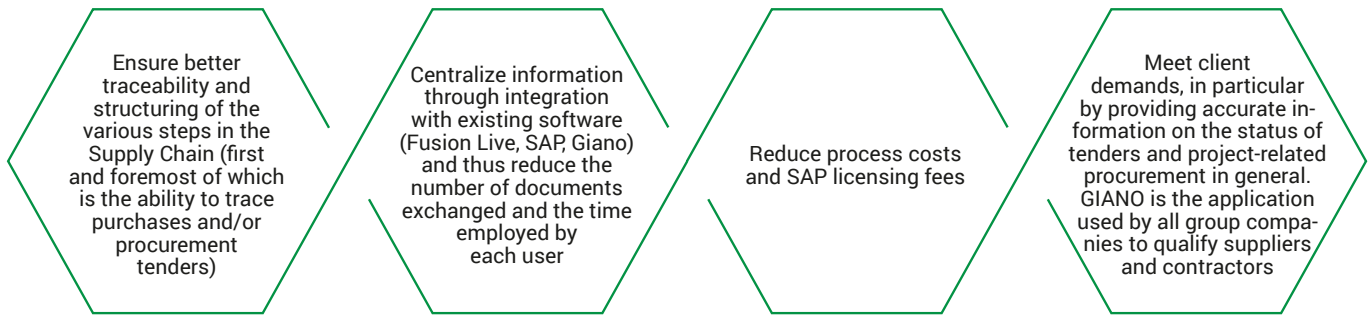 Ensure better
traceability and
structuring of the
various steps in the
Supply Chain (first
and foremost of which
is the ability to trace
purchases and/or
procurement
tenders)
Centralize information
through integration
with existing software
(Fusion Live, SAP, Giano)
and thus reduce the
number of documents
exchanged and the time
employed by
each user
Reduce process costs
and SAP licensing fees
Meet client
demands, in particular
by providing accurate in-
formation on the status of
tenders and project-related
procurement in general.
GIANO is the application
used by all group compa-
nies to qualify suppliers
and contractors